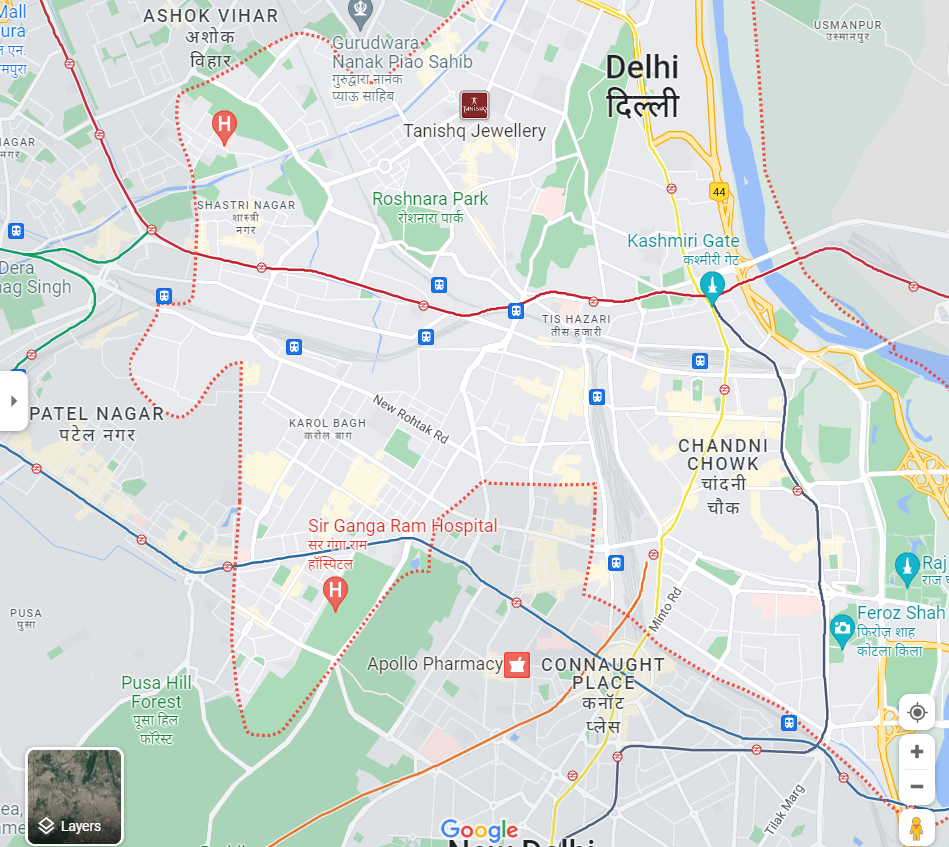 Mall
ura
ल एन.
मपुरा
ASHOK VIHAR
अशोक
विहार
Gurudwara
Nanak Piao Sahib
गुरुद्वारा नानक
प्याऊ साहिब
Delhi
दिल्ली
USMANPUR
उस्मानपुर
TANISHQ
Tanishq Jewellery
H
NAGAR
नगर
44
SHASTRI NAGAR
शास्त्री
नगर
Roshnara Park
रोशनारा पार्क
Kashmiri Gate
कश्मीरी गेट
Dera
ag Singh
TIS HAZARI
तीस हजारी
PATEL NAGAR
पटेल नगर
KAROL BAGH
करोल बाग
New Rohtak Rd
CHANDNI
CHOWK
चांदनी
चौक
Sir Ganga Ram Hospital
सर गंगा राम
हॉस्पिटल
H
Raj
राज
PUSA
पुसा
Minto Rd
Feroz Shah
फ़िरोज़ शाह
कोटला किला
Apollo Pharmacy
CONNAUGHT
PLACE
कनॉट
प्लेस
Pusa Hill
Forest
पूसा हिल
फॉरेस्ट
Layers
Tilak Marg
Google
New Delhi